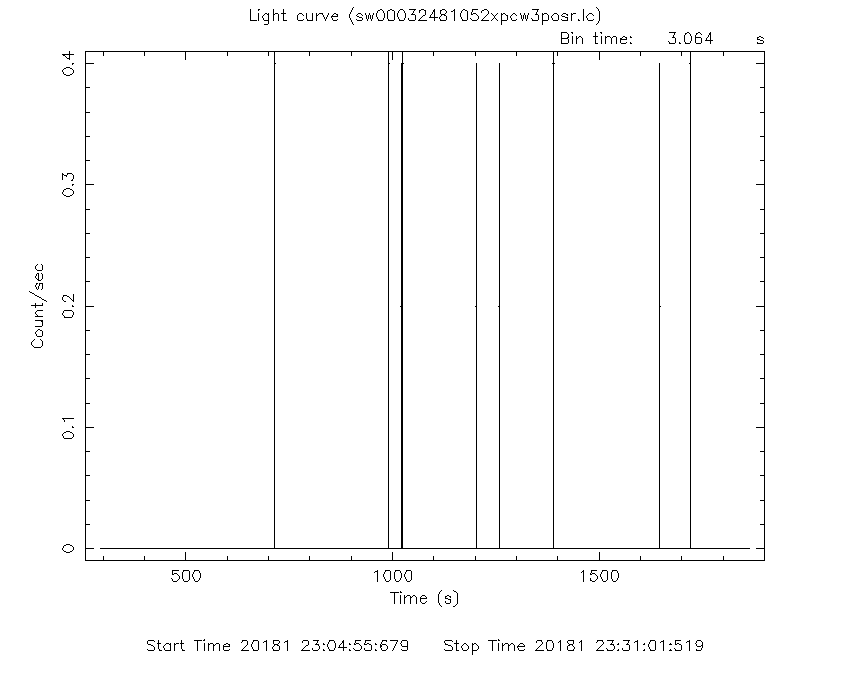 Light curve (sw00032481052xpcw3posr.lc)
Bin time: 3.064 s
0.4
0.3
0.2
0.1
0
Count/sec
500 1000 1500
Time (s)
Start Time 20181 23:04:55:679 Stop Time 20181 23:31:01:519